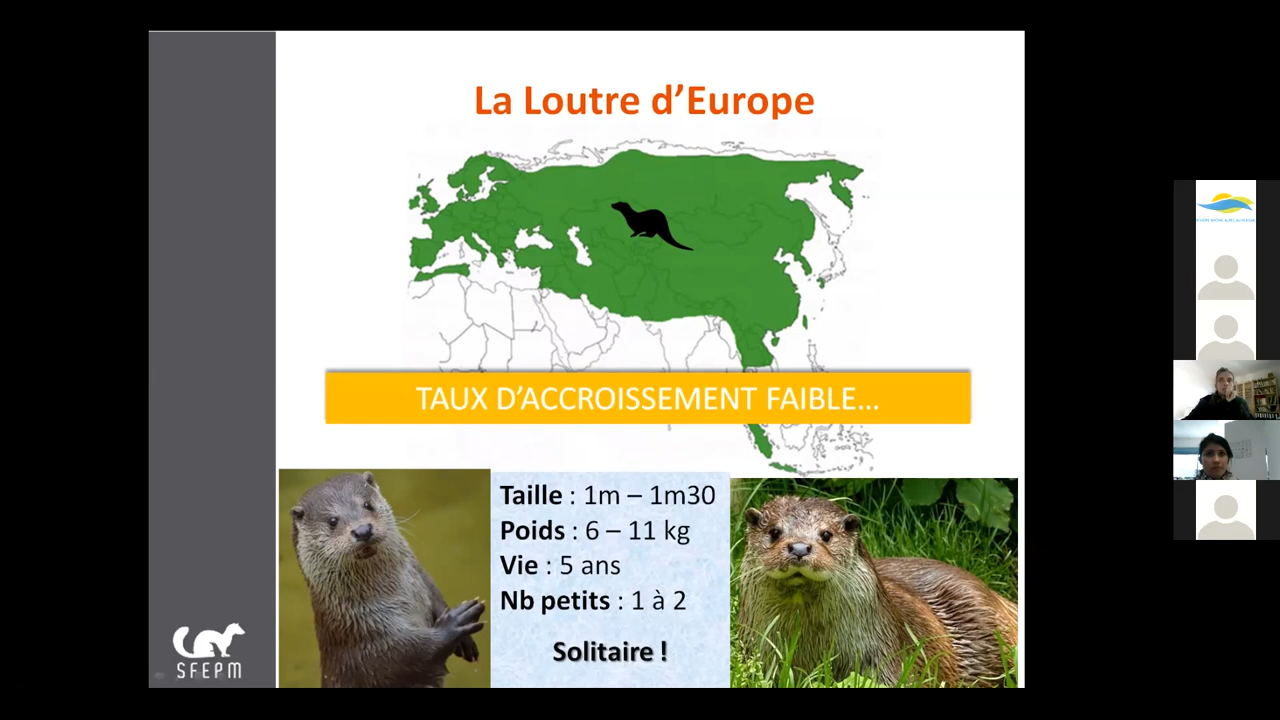 La Loutre d'Europe
TAUX D'ACCROISSEMENT FAIBLE...
Taille : 1m – 1m30
Poids : 6 – 11 kg
Vie : 5 ans
Nb petits : 1 à 2
Solitaire !
SFEPM